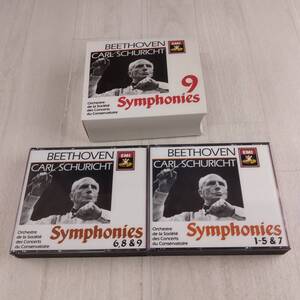 BEETHOVEN
CARL SCHURICHT
EMI
9
Orchestre
de la Société
des Concerts
du Conservatoire
Symphonies
BEETHOVEN
CARL SCHURICHT
EMI
Orchestre
de la Société
des Concerts
du Conservatoire
Symphonies
6,8 & 9
BEETHOVEN
CARL SCHURICHT
EMI
Orchestre
de la Société
des Concerts
du Conservatoire
Symphonies
1-5 & 7